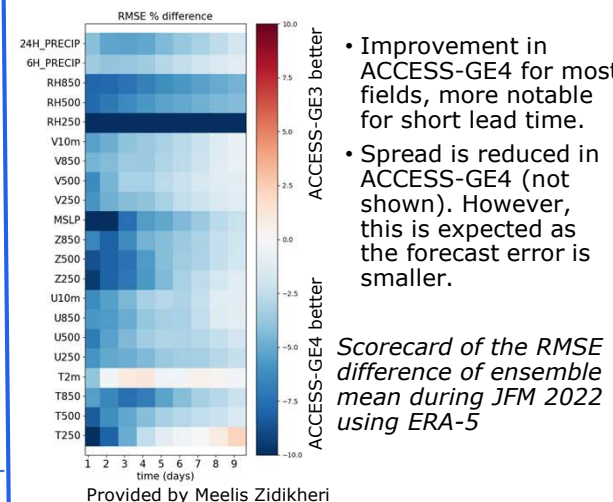 RMSE % difference
24H_PRECIP
6H_PRECIP
RH850
RH500
RH250
V10m
V850
V500
V250
MSLP
Z850
Z500
Z250
U10m
U850
U500
U250
T2m
T850
T500
T250
1 2 3 4 5 6 7 8 9
time (days)
10.0
7.5
5.0
2.5
0.0
−2.5
−5.0
−7.5
−10.0
ACCESS-GE3 better
ACCESS-GE4 better
Provided by Meelis Zidikheri
• Improvement in
ACCESS-GE4 for most
fields, more notable
for short lead time.
• Spread is reduced in
ACCESS-GE4 (not
shown). However,
this is expected as
the forecast error is
smaller.
Scorecard of the RMSE
difference of ensemble
mean during JFM 2022
using ERA-5